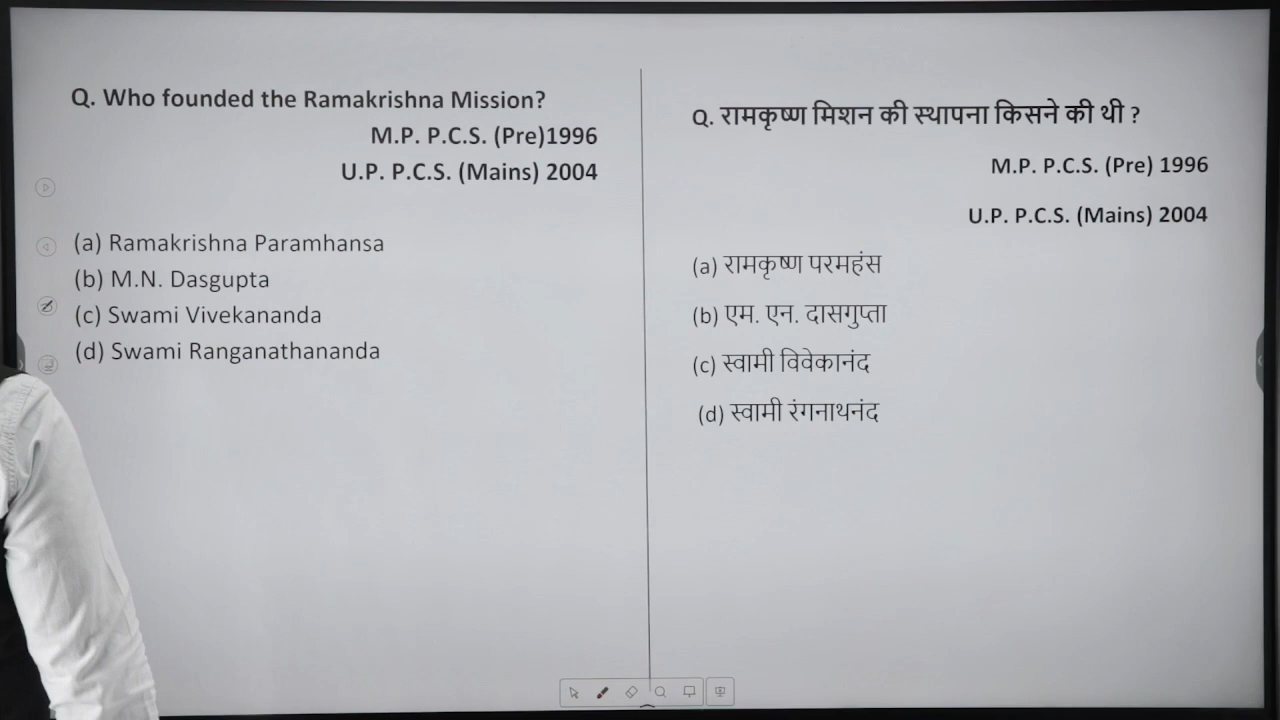 Q. Who founded the Ramakrishna Mission?
M.P. P.C.S. (Pre)1996
U.P. P.C.S. (Mains) 2004
(a) Ramakrishna Paramhansa
(b) M.N. Dasgupta
(c) Swami Vivekananda
(d) Swami Ranganathananda
Q. रामकृष्ण मिशन की स्थापना किसने की थी ?
M.P. P.C.S. (Pre) 1996
U.P. P.C.S. (Mains) 2004
(a) रामकृष्ण परमहंस
(b) एम. एन. दासगुप्ता
(c) स्वामी विवेकानंद
(d) स्वामी रंगनाथनंद